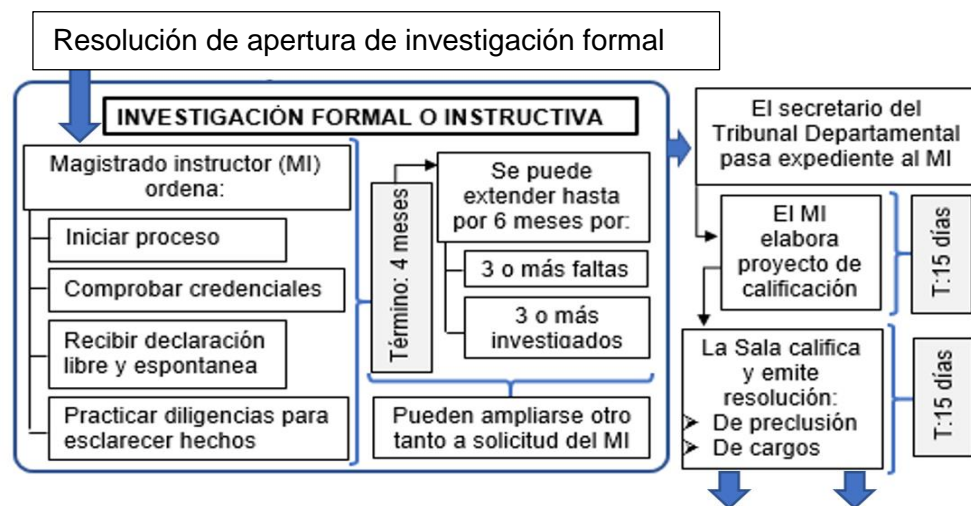 Resolución de apertura de investigación formal
INVESTIGACIÓN FORMAL O INSTRUCTIVA
Magistrado instructor (MI)
ordena:
Iniciar proceso
Comprobar credenciales
Recibir declaración
libre y espontanea
Practicar diligencias para
esclarecer hechos
Término: 4 meses
Se puede
extender hasta
por 6 meses por:
3 o más faltas
3 o más
investigados
Pueden ampliarse otro
tanto a solicitud del MI
El secretario del
Tribunal Departamental
pasa expediente al MI
El MI
elabora
proyecto de
calificación
T:15 días
La Sala califica
y emite
resolución:
➤ De preclusión
➤ De cargos
T:15 días